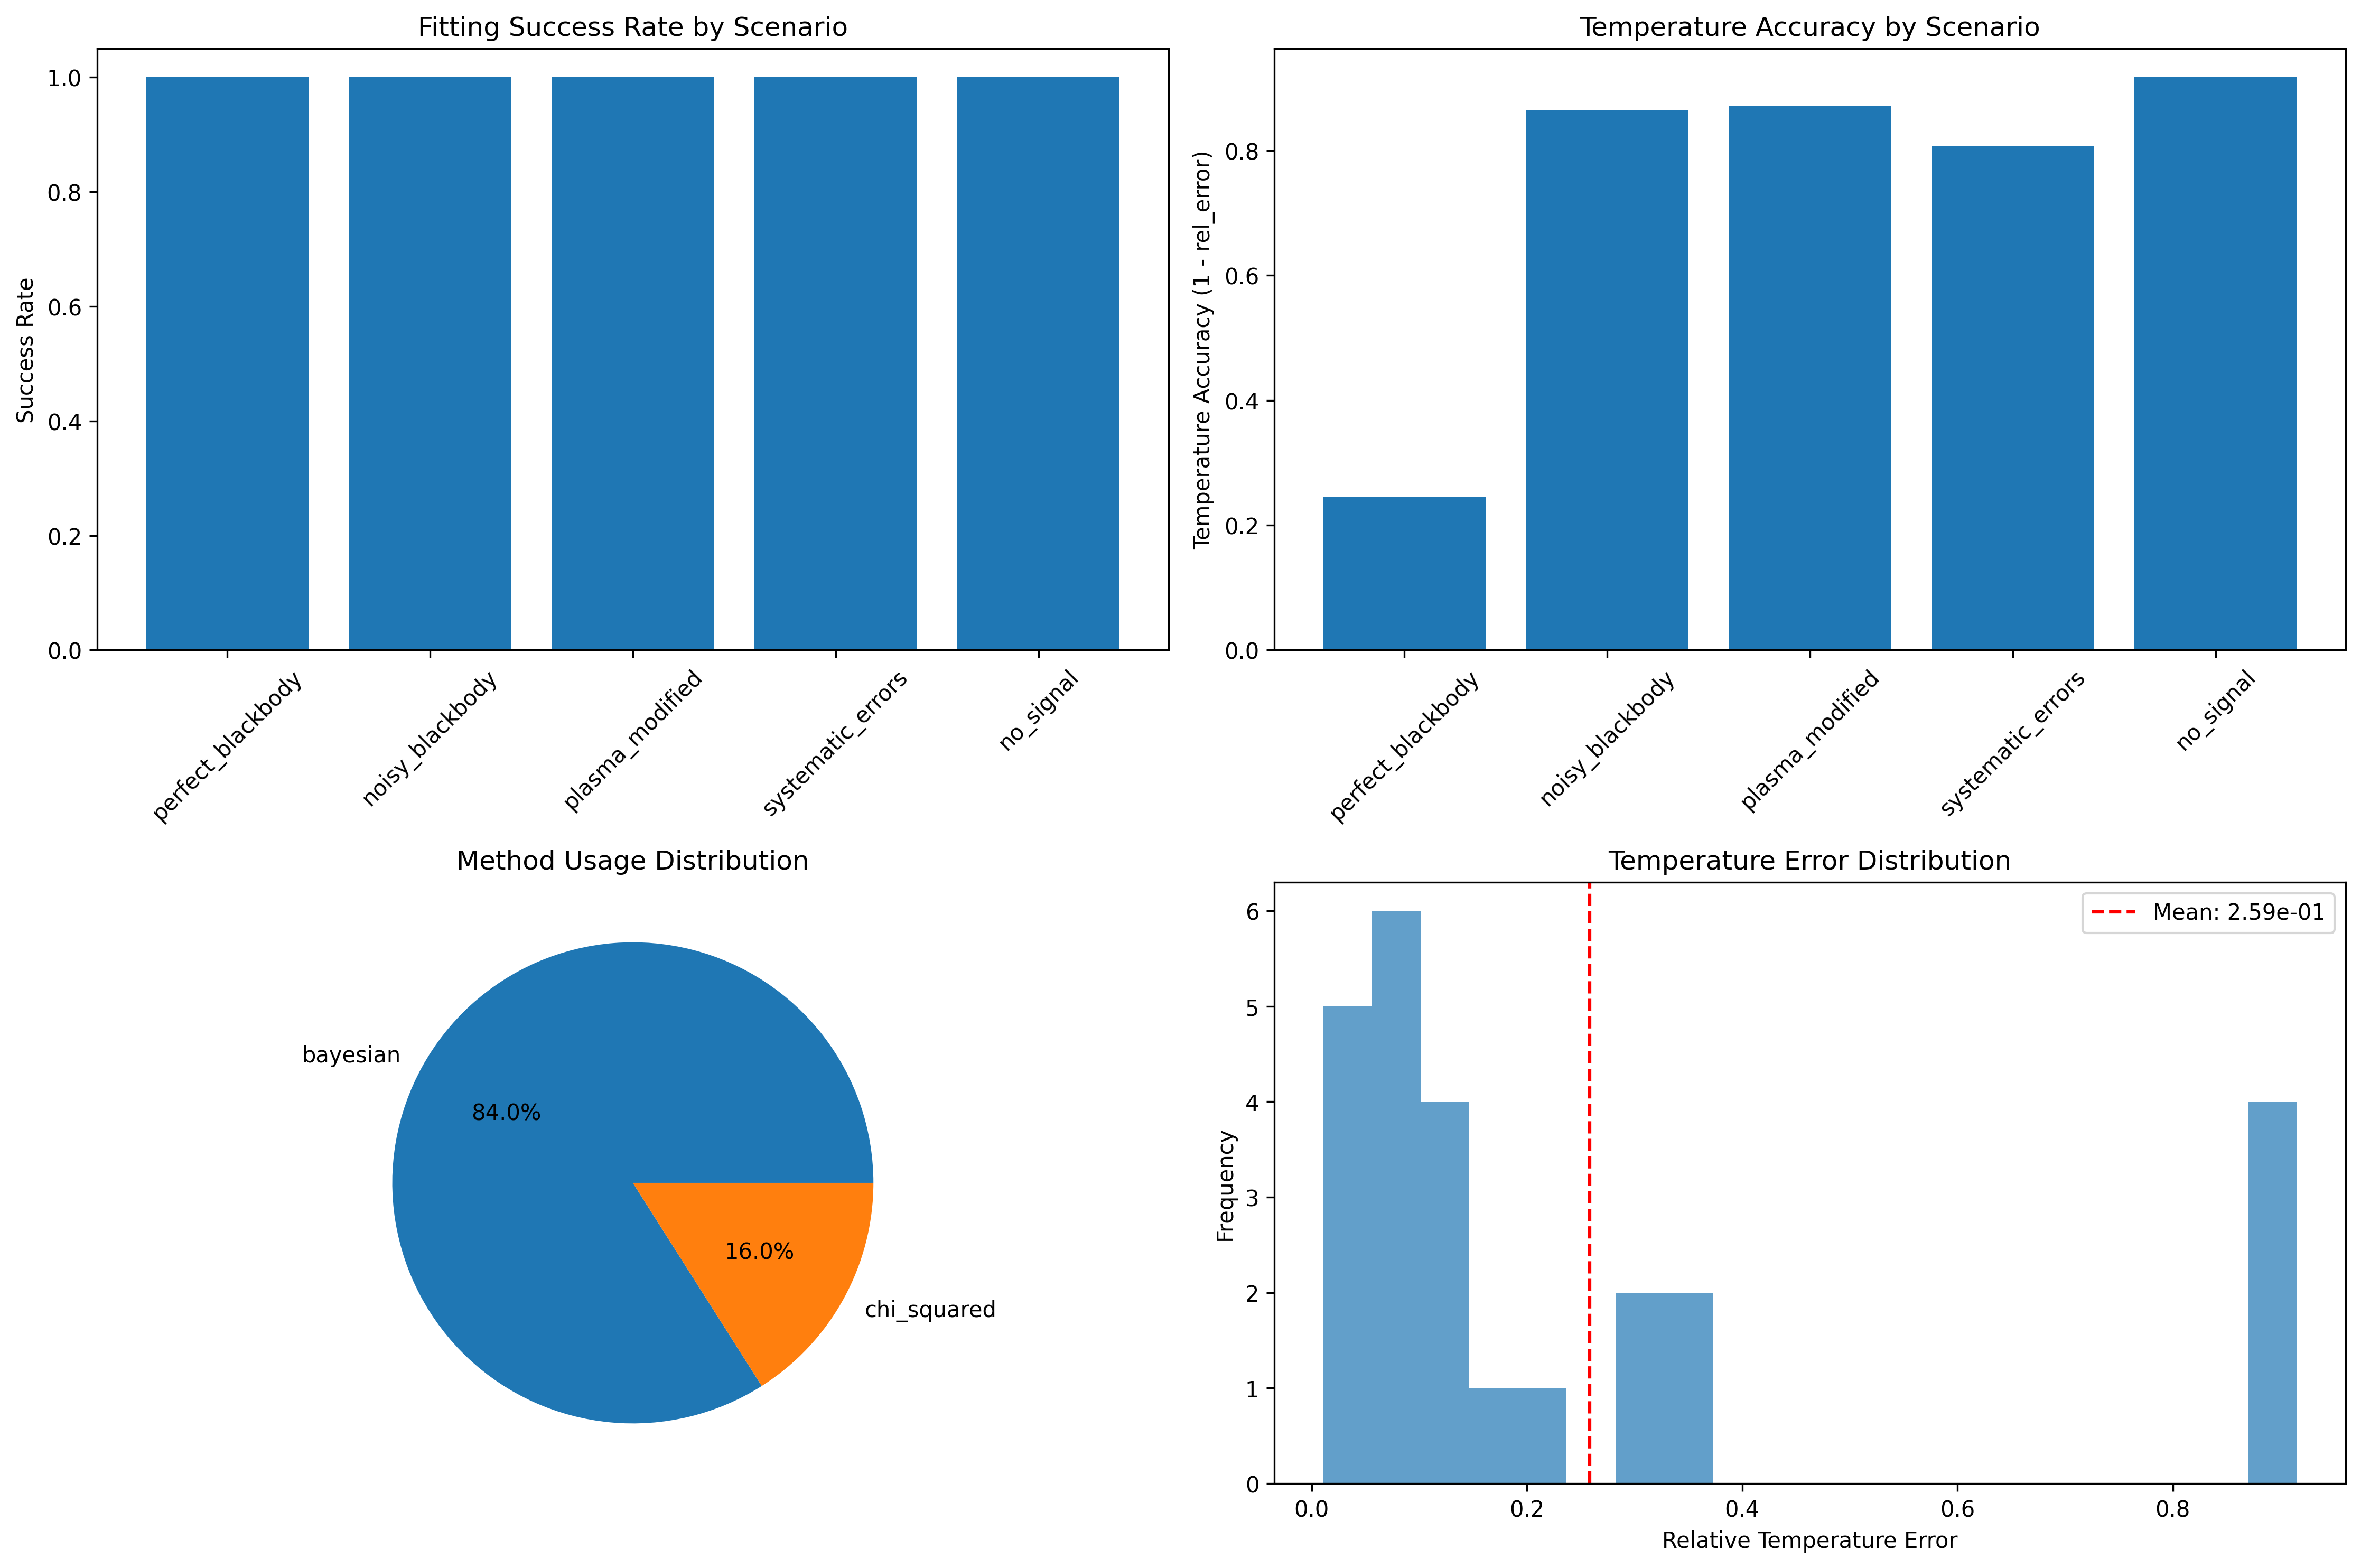 Fitting Success Rate by Scenario
Success Rate
1.0
0.8
0.6
0.4
0.2
0.0
perfect_blackbody
noisy_blackbody
plasma_modified
systematic_errors
no_signal
Temperature Accuracy by Scenario
Temperature Accuracy (1 - rel_error)
0.8
0.6
0.4
0.2
0.0
perfect_blackbody
noisy_blackbody
plasma_modified
systematic_errors
no_signal
Method Usage Distribution
bayesian
84.0%
16.0%
chi_squared
Temperature Error Distribution
Mean: 2.59e-01
Frequency
6
5
4
3
2
1
0
0.0
0.2
0.4
0.6
0.8
Relative Temperature Error